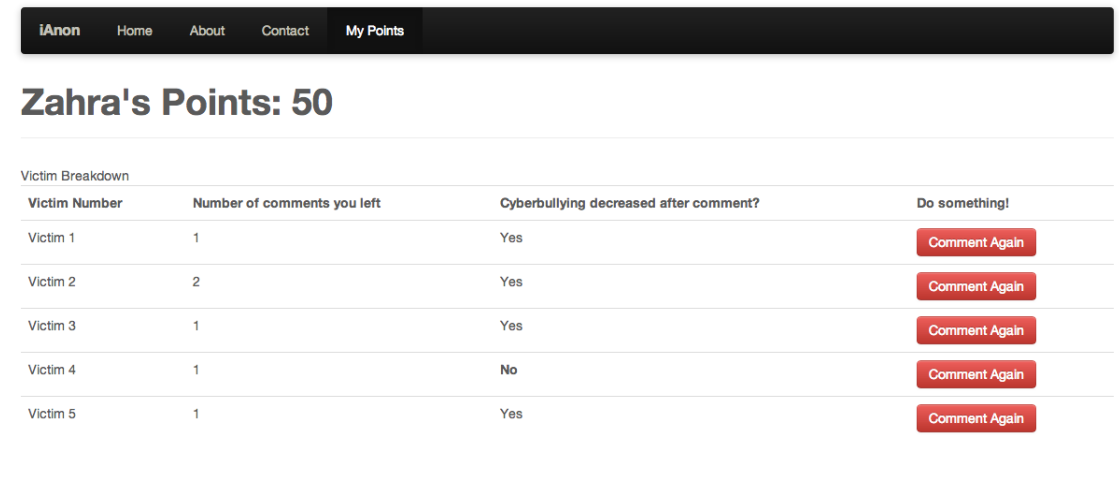 iAnon Home About Contact My Points
Zahra's Points: 50
Victim Breakdown
Victim Number Number of comments you left Cyberbullying decreased after comment? Do something!
Victim 1 1 Yes Comment Again
Victim 2 2 Yes Comment Again
Victim 3 1 Yes Comment Again
Victim 4 1 No Comment Again
Victim 5 1 Yes Comment Again